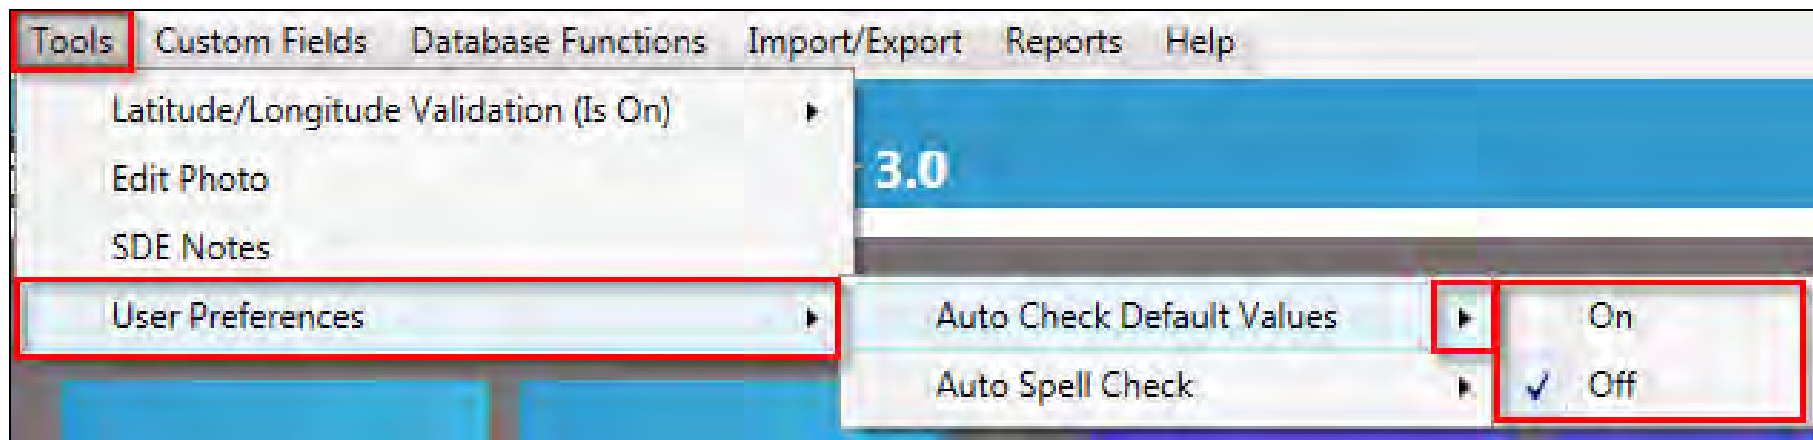 Tools Custom Fields Database Functions Import/Export Reports Help
Latitude/Longitude Validation (Is On)
3.0
Edit Photo
SDE Notes
User Preferences Auto Check Default Values On
Auto Spell Check Off